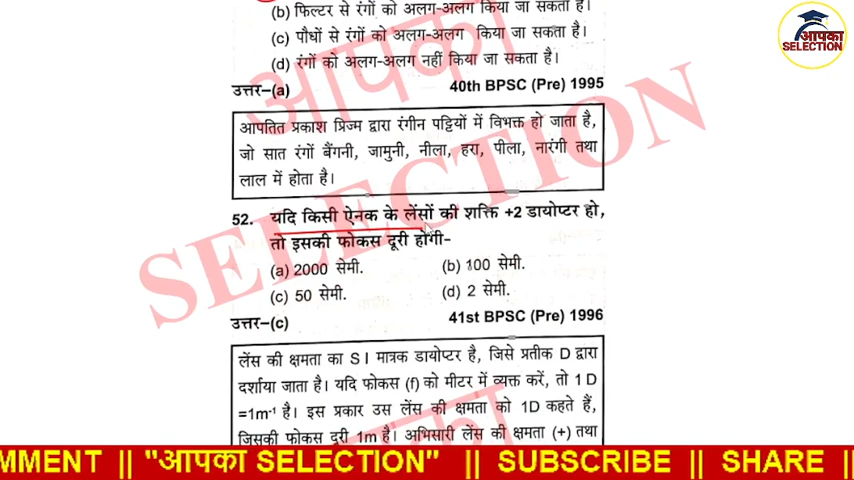 (b) फिल्टर से रंगों को अलग-अलग किया जा सकता है।
(c) पौधों से रंगों को अलग-अलग किया जा सकता है।
(d) रंगों को अलग-अलग नहीं किया जा सकता है।
उत्तर–(a) 40th BPSC (Pre) 1995
आपतित प्रकाश प्रिज्म द्वारा रंगीन पट्टियों में विभक्त हो जाता है,
जो सात रंगों बैंगनी, जामुनी, नीला, हरा, पीला, नारंगी तथा
लाल में होता है।
52. यदि किसी ऐनक के लेंसों की शक्ति +2 डायोप्टर हो,
तो इसकी फोकस दूरी होगी–
(a) 2000 सेमी. (b) 100 सेमी.
(c) 50 सेमी. (d) 2 सेमी.
उत्तर–(c) 41st BPSC (Pre) 1996
लेंस की क्षमता का S I मात्रक डायोप्टर है, जिसे प्रतीक D द्वारा
दर्शाया जाता है। यदि फोकस (f) को मीटर में व्यक्त करें, तो 1 D
=1m⁻¹ है। इस प्रकार उस लेंस की क्षमता को 1D कहते हैं,
जिसकी फोकस दूरी 1m है। अभिसारी लेंस की क्षमता (+) तथा
आपका
SELECTION
आपका
आपका
SELECTION
MMENT || "आपका SELECTION" || SUBSCRIBE || SHARE ||